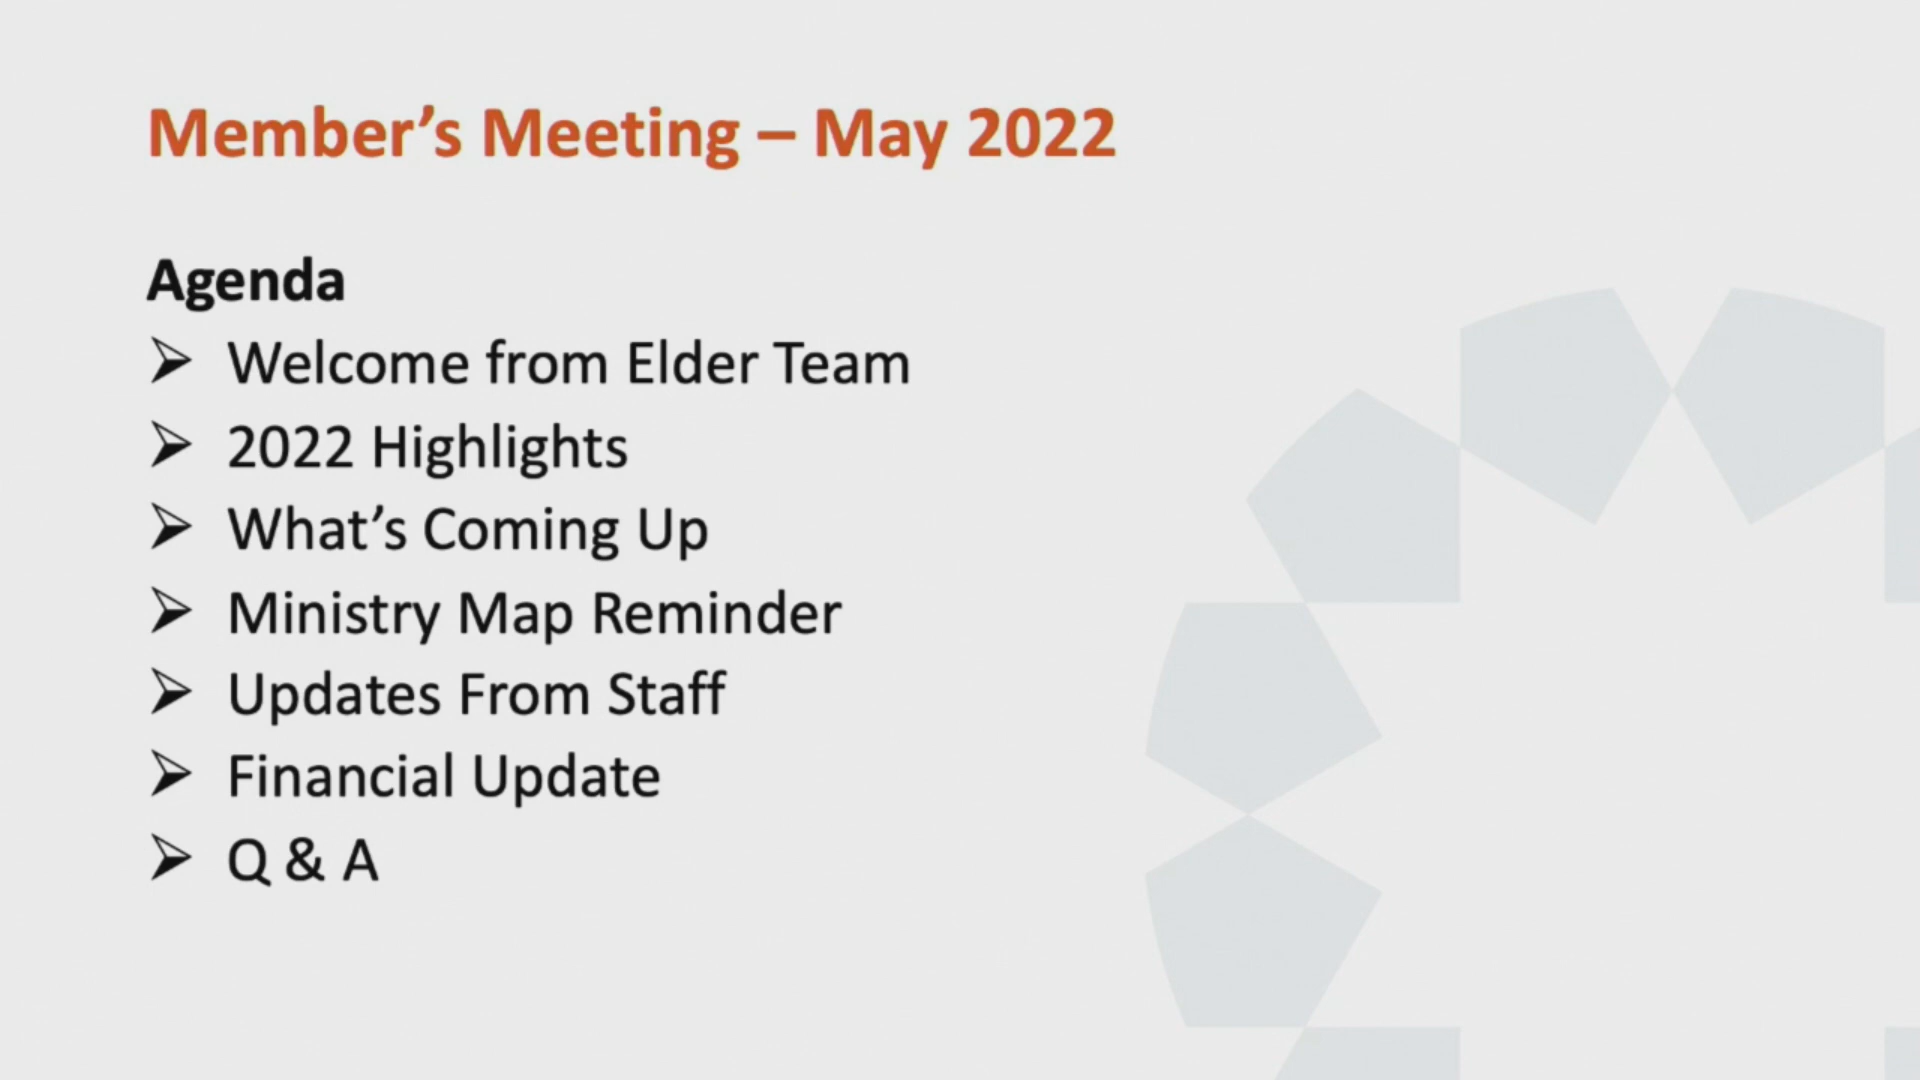 Member’s Meeting – May 2022
Agenda
➢ Welcome from Elder Team
➢ 2022 Highlights
➢ What’s Coming Up
➢ Ministry Map Reminder
➢ Updates From Staff
➢ Financial Update
➢ Q & A